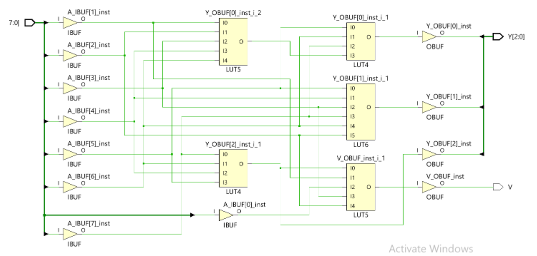 A_IBUF[1]_inst
7:0]
I O
IBUF
A_IBUF[2]_inst
I O
IBUF
A_IBUF[3]_inst
I O
IBUF
A_IBUF[4]_inst
I O
IBUF
A_IBUF[5]_inst
I O
IBUF
A_IBUF[6]_inst
I O
IBUF
A_IBUF[7]_inst
I O
IBUF
Y_OBUF[0]_inst_i_2
I0
I1
I2 O
I3
I4
LUT5
Y_OBUF[2]_inst_i_1
I0
I1
I2 O
I3
LUT4
A_IBUF[0]_inst
I O
IBUF
Y_OBUF[0]_inst_i_1
I0
I1
I2 O
I3
LUT4
Y_OBUF[1]_inst_i_1
I0
I1
I2 O
I3
I4
I5
LUT6
V_OBUF_inst_i_1
I0
I1
I2 O
I3
I4
LUT5
Y_OBUF[0]_inst
I O
OBUF
Y[2:0]
Y_OBUF[1]_inst
I O
OBUF
Y_OBUF[2]_inst
I O
OBUF
V_OBUF_inst
I O
OBUF
V
Activate Windows